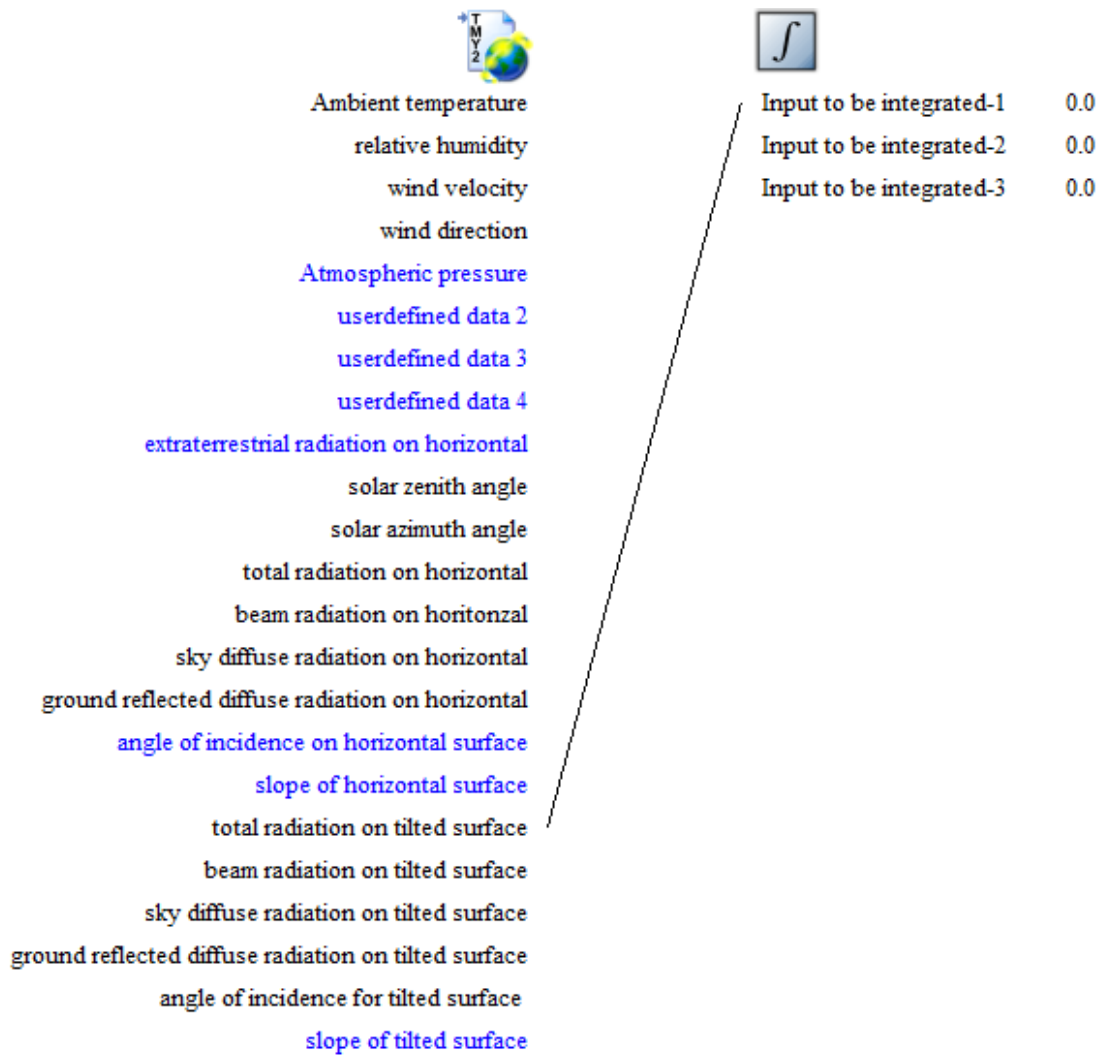 TMY2
∫
Ambient temperature
relative humidity
wind velocity
wind direction
Atmospheric pressure
userdefined data 2
userdefined data 3
userdefined data 4
extraterrestrial radiation on horizontal
solar zenith angle
solar azimuth angle
total radiation on horizontal
beam radiation on horitonzal
sky diffuse radiation on horizontal
ground reflected diffuse radiation on horizontal
angle of incidence on horizontal surface
slope of horizontal surface
total radiation on tilted surface
beam radiation on tilted surface
sky diffuse radiation on tilted surface
ground reflected diffuse radiation on tilted surface
angle of incidence for tilted surface
slope of tilted surface
Input to be integrated-1 0.0
Input to be integrated-2 0.0
Input to be integrated-3 0.0